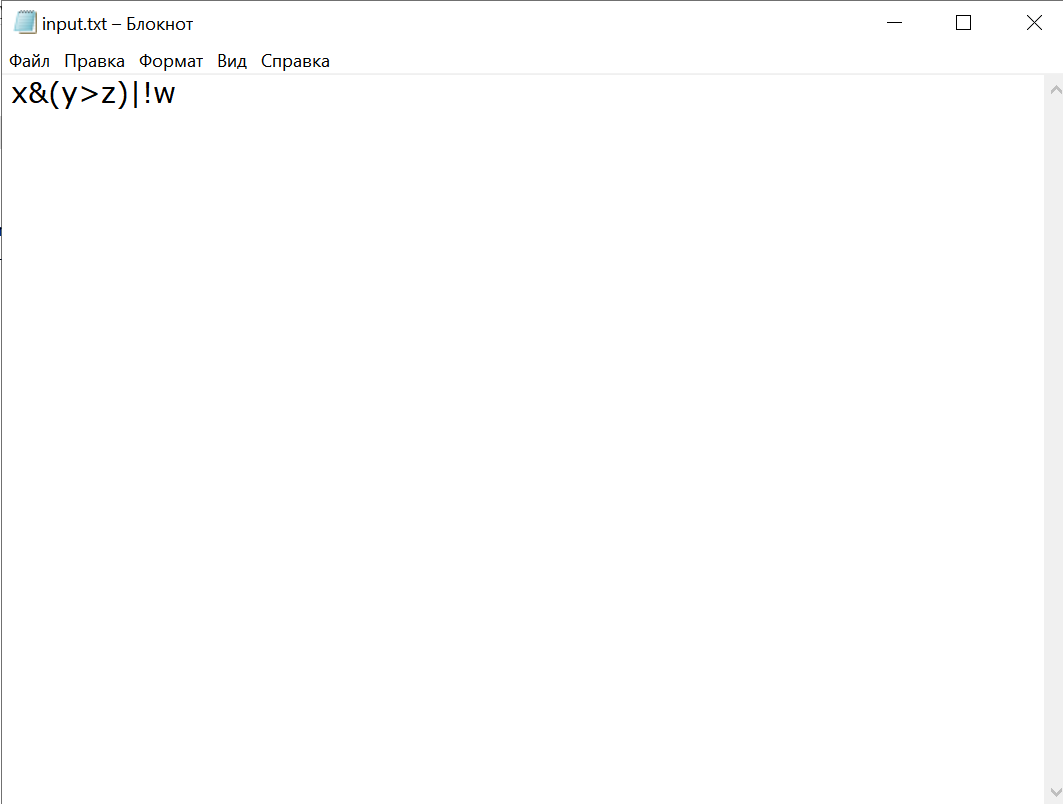 input.txt – Блокнот
Файл Правка Формат Вид Справка
x&(y>z)|!w